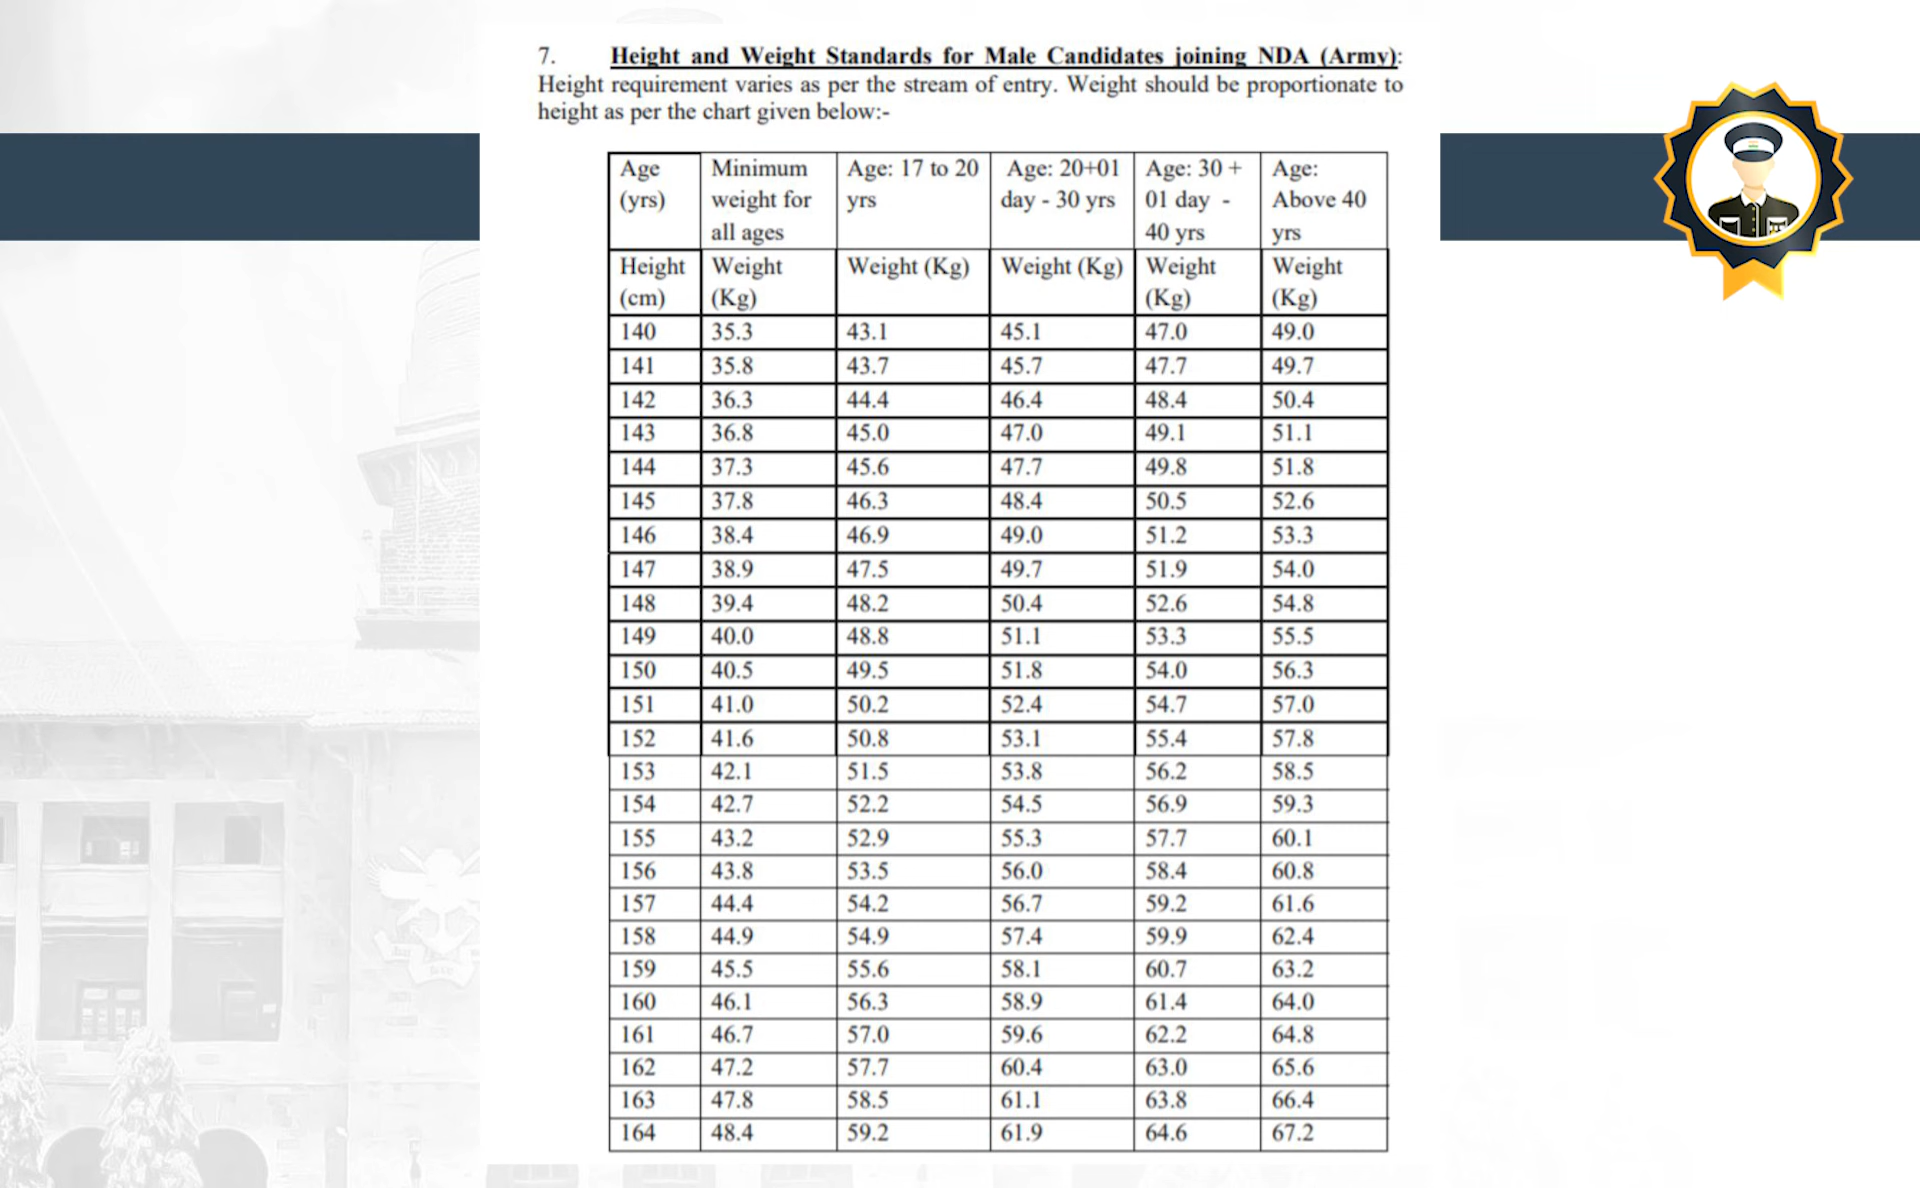 7. Height and Weight Standards for Male Candidates joining NDA (Army):
Height requirement varies as per the stream of entry. Weight should be proportionate to
height as per the chart given below:-
Age (yrs) Minimum weight for all ages Age: 17 to 20 yrs Age: 20+01 day - 30 yrs Age: 30 + 01 day - 40 yrs Age: Above 40 yrs
Height (cm) Weight (Kg) Weight (Kg) Weight (Kg) Weight (Kg) Weight (Kg)
140 35.3 43.1 45.1 47.0 49.0
141 35.8 43.7 45.7 47.7 49.7
142 36.3 44.4 46.4 48.4 50.4
143 36.8 45.0 47.0 49.1 51.1
144 37.3 45.6 47.7 49.8 51.8
145 37.8 46.3 48.4 50.5 52.6
146 38.4 46.9 49.0 51.2 53.3
147 38.9 47.5 49.7 51.9 54.0
148 39.4 48.2 50.4 52.6 54.8
149 40.0 48.8 51.1 53.3 55.5
150 40.5 49.5 51.8 54.0 56.3
151 41.0 50.2 52.4 54.7 57.0
152 41.6 50.8 53.1 55.4 57.8
153 42.1 51.5 53.8 56.2 58.5
154 42.7 52.2 54.5 56.9 59.3
155 43.2 52.9 55.3 57.7 60.1
156 43.8 53.5 56.0 58.4 60.8
157 44.4 54.2 56.7 59.2 61.6
158 44.9 54.9 57.4 59.9 62.4
159 45.5 55.6 58.1 60.7 63.2
160 46.1 56.3 58.9 61.4 64.0
161 46.7 57.0 59.6 62.2 64.8
162 47.2 57.7 60.4 63.0 65.6
163 47.8 58.5 61.1 63.8 66.4
164 48.4 59.2 61.9 64.6 67.2